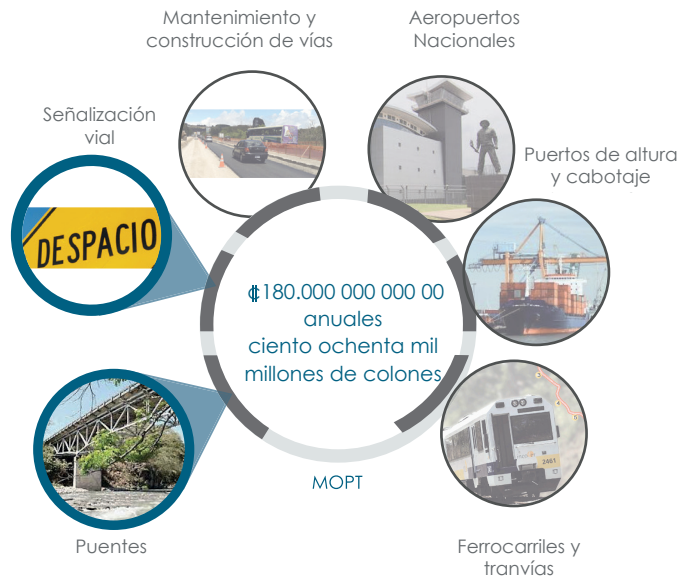 Mantenimiento y
construcción de vías
Aeropuertos
Nacionales
Señalización
vial
Puertos de altura
y cabotaje
DESPACIO
₡180.000 000 000 00
anuales
ciento ochenta mil
millones de colones
2461
MOPT
Puentes
Ferrocarriles y
tranvías